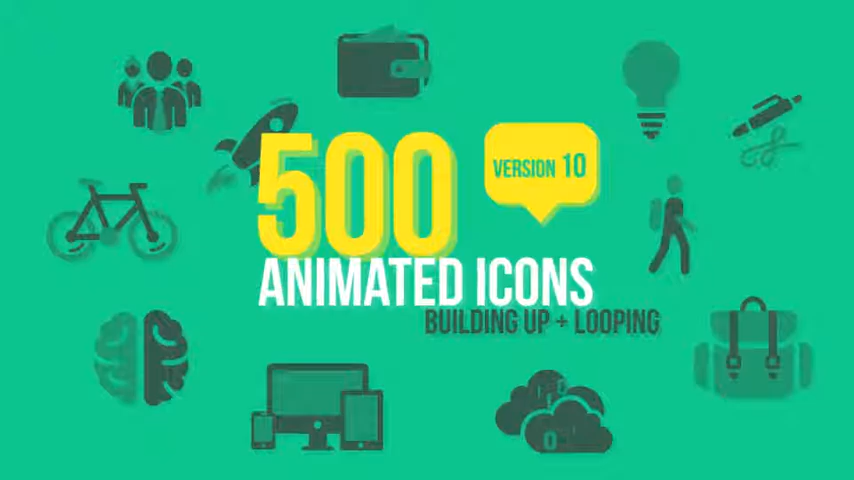 500
VERSION 10
ANIMATED ICONS
BUILDING UP + LOOPING